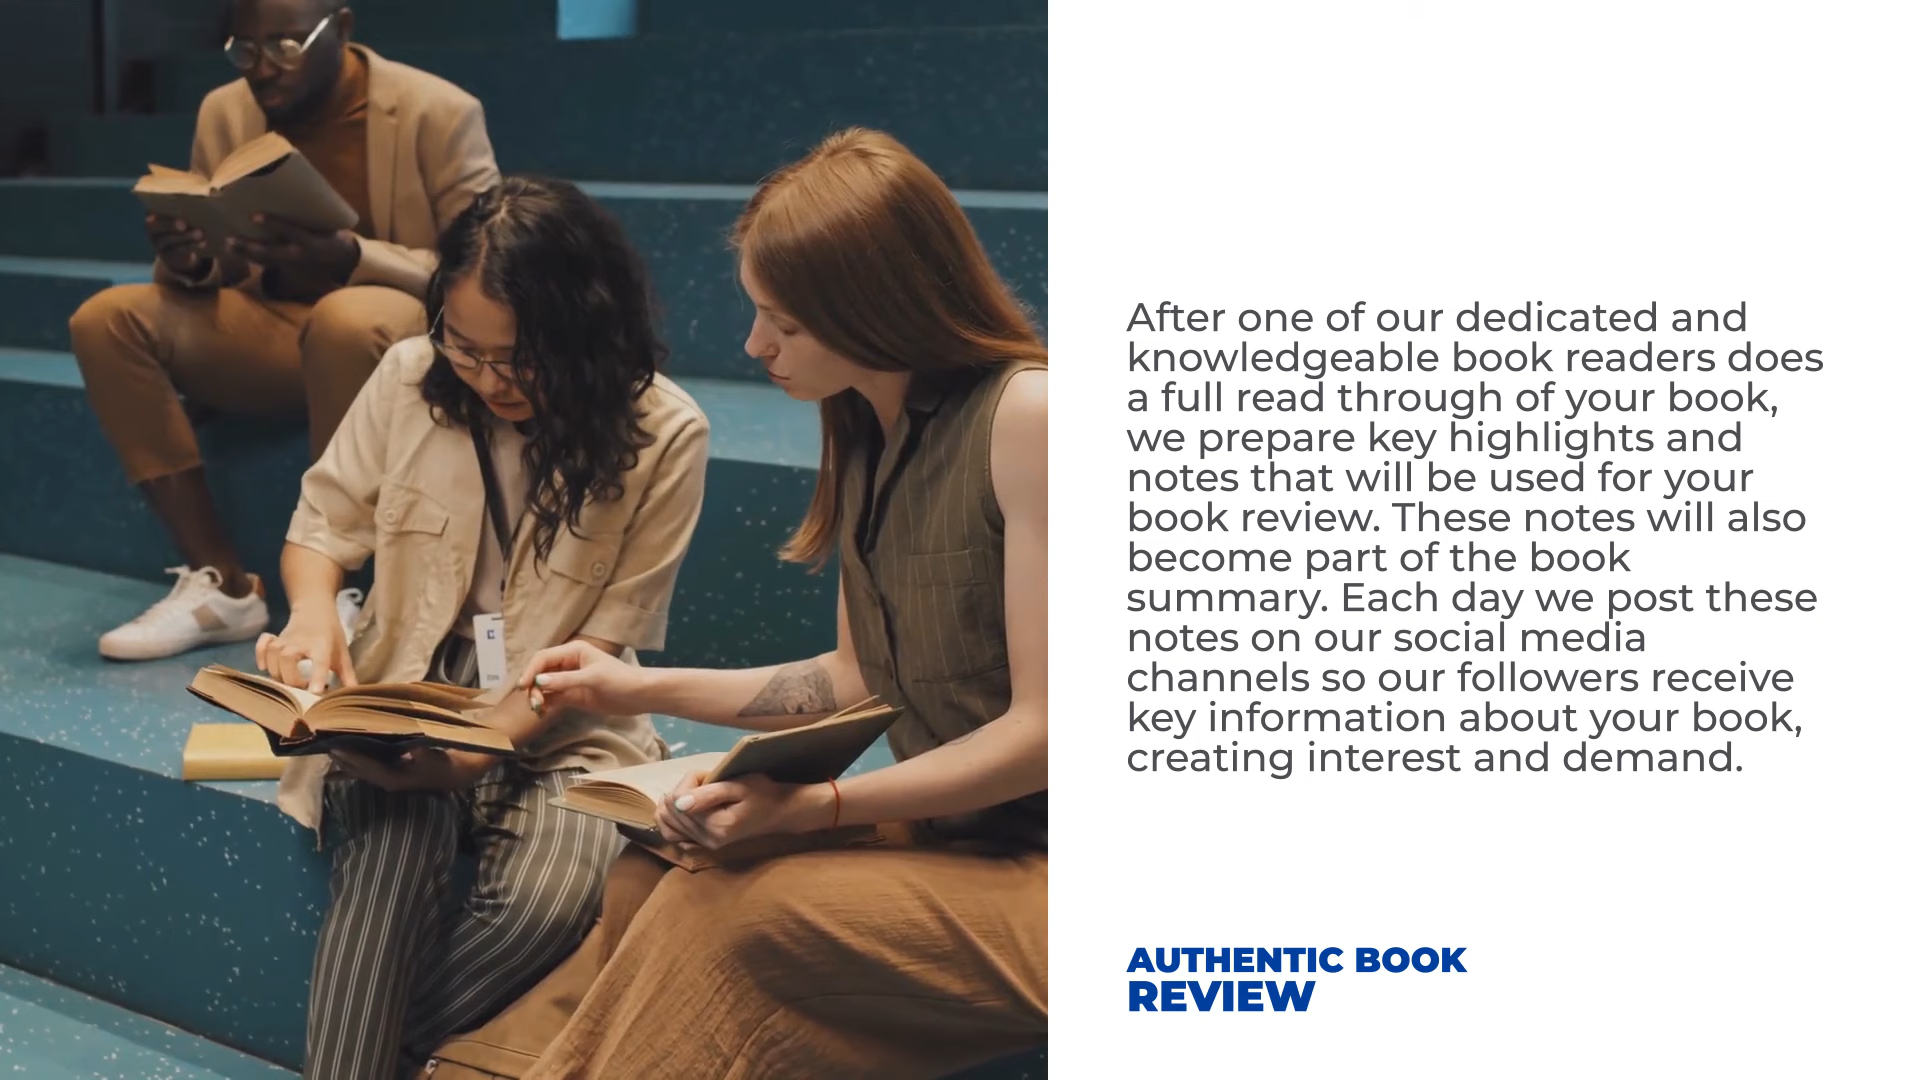 After one of our dedicated and
knowledgeable book readers does
a full read through of your book,
we prepare key highlights and
notes that will be used for your
book review. These notes will also
become part of the book
summary. Each day we post these
notes on our social media
channels so our followers receive
key information about your book,
creating interest and demand.
AUTHENTIC BOOK
REVIEW